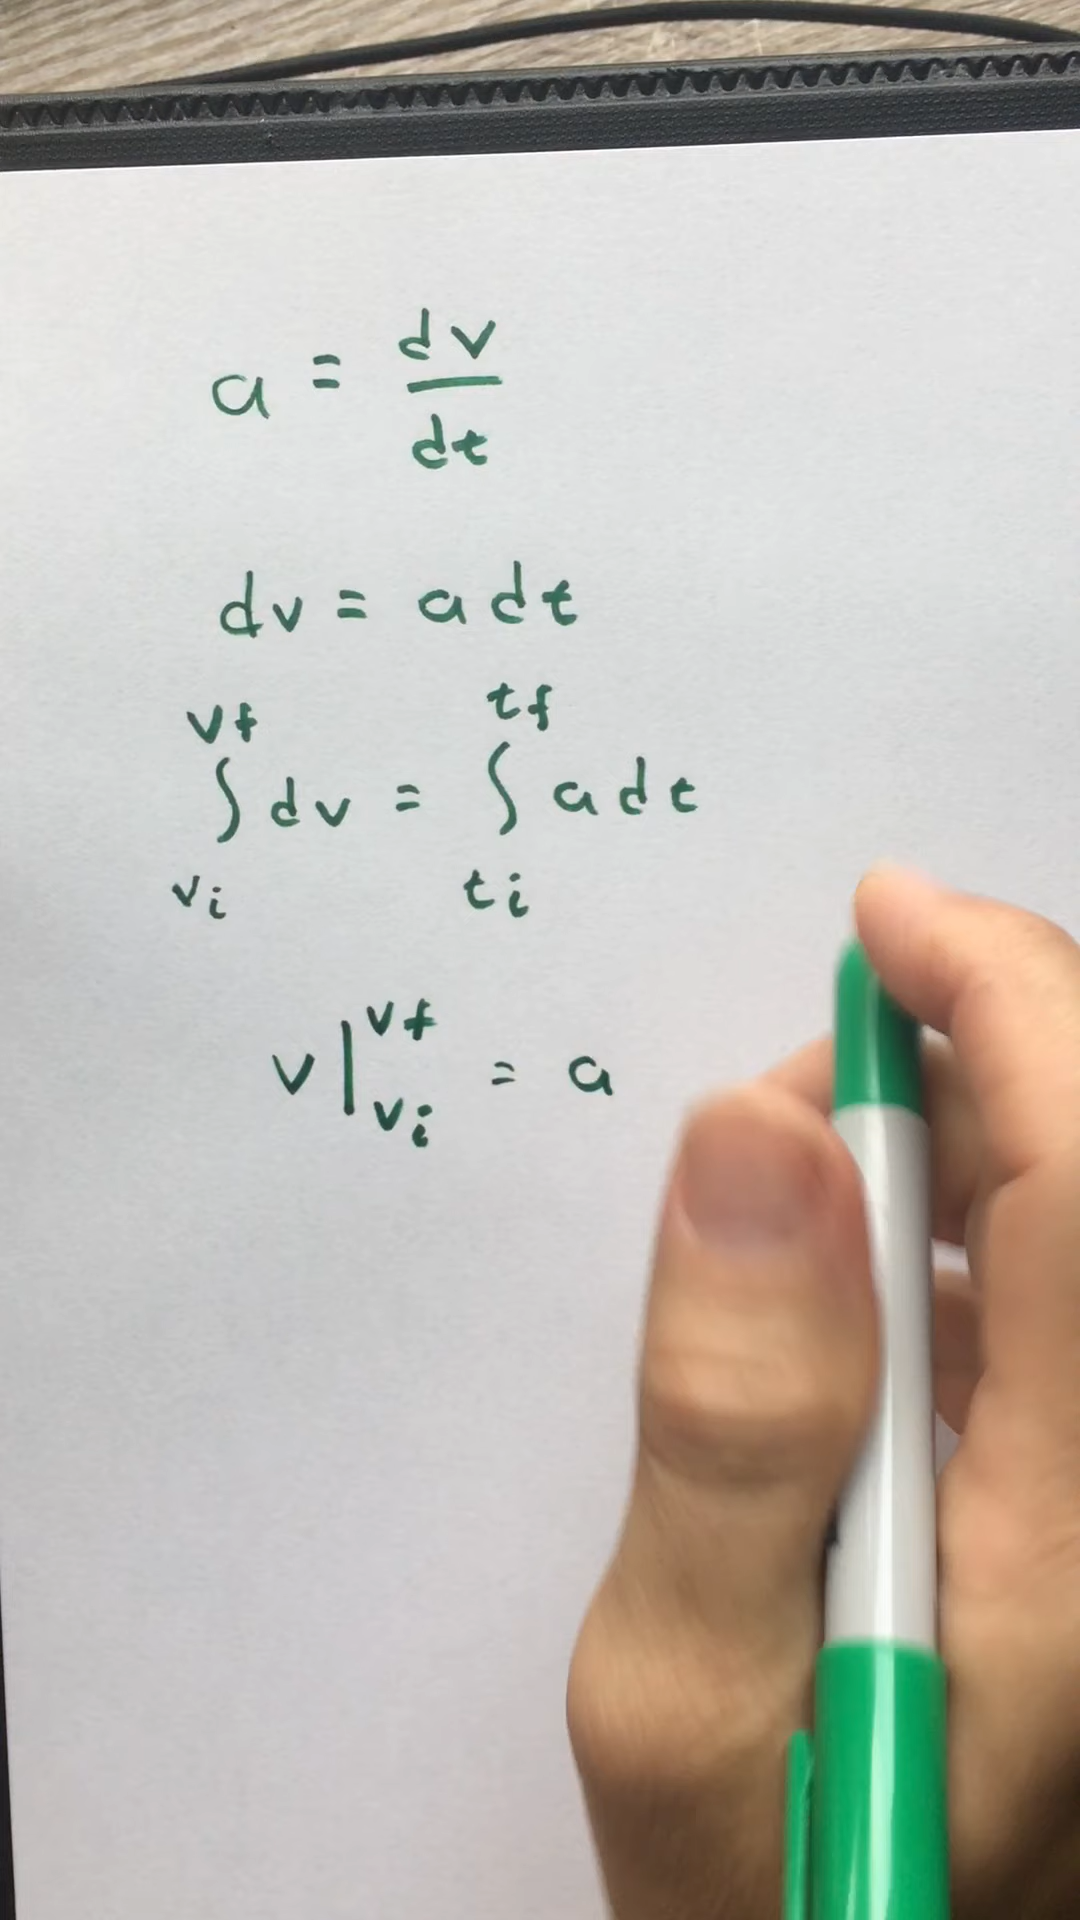 a = dv/dt
dv = a dt
∫_{vi}^{vf} dv = ∫_{ti}^{tf} a dt
v|_{vi}^{vf} = a